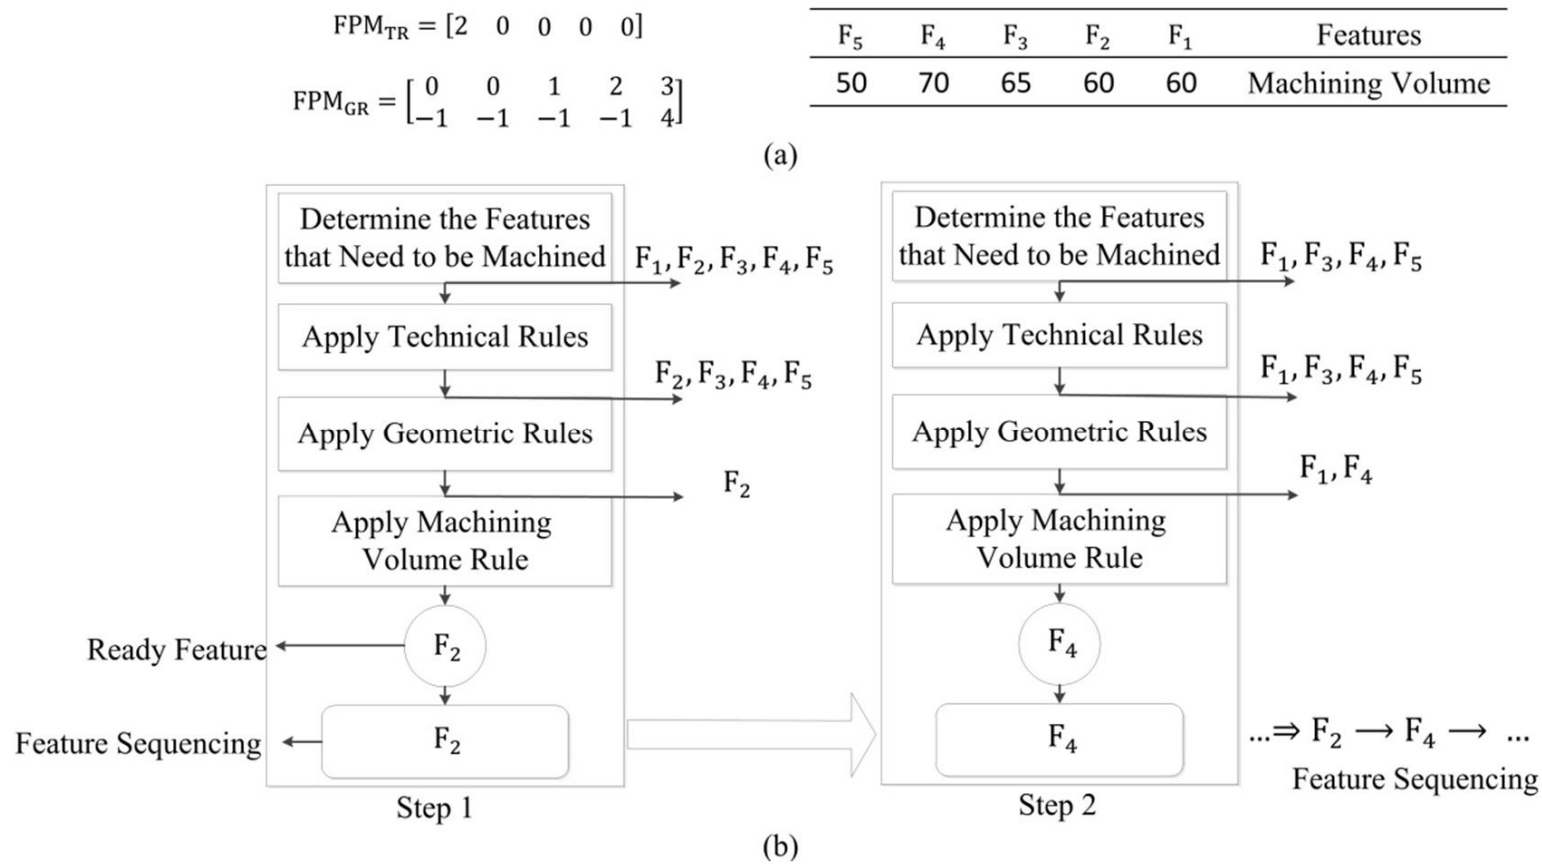 FPM_TR = [2 0 0 0 0]
FPM_GR = [0 0 1 2 3
−1 −1 −1 −1 4]
F₅ F₄ F₃ F₂ F₁ Features
50 70 65 60 60 Machining Volume
(a)
Determine the Features
that Need to be Machined
F₁, F₂, F₃, F₄, F₅
Apply Technical Rules
F₂, F₃, F₄, F₅
Apply Geometric Rules
F₂
Apply Machining
Volume Rule
Ready Feature
F₂
Feature Sequencing
F₂
Step 1
Determine the Features
that Need to be Machined
F₁, F₃, F₄, F₅
Apply Technical Rules
F₁, F₃, F₄, F₅
Apply Geometric Rules
F₁, F₄
Apply Machining
Volume Rule
F₄
F₄
...⇒ F₂ → F₄ → ...
Feature Sequencing
Step 2
(b)